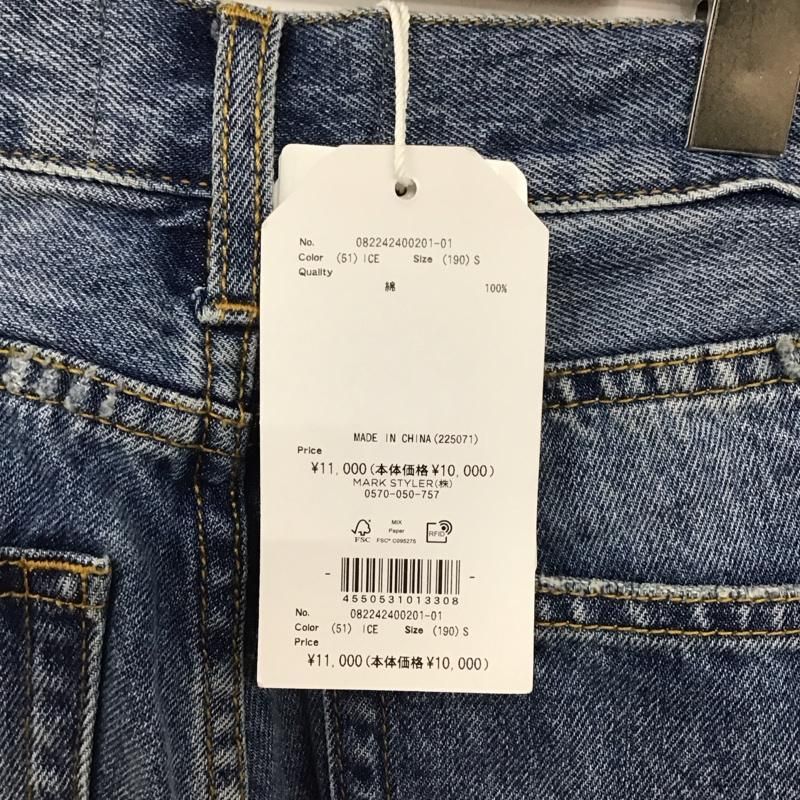 No. 082242400201-01
Color (51) ICE Size (190) S
Quality
綿 100%
MADE IN CHINA (225071)
Price
¥11,000(本体価格¥10,000)
MARK STYLER(株)
0570-050-757
FSC
MIX
Paper
FSC® C095275
RFID
4550531013308
No. 082242400201-01
Color (51) ICE Size (190) S
Price
¥11,000(本体価格¥10,000)